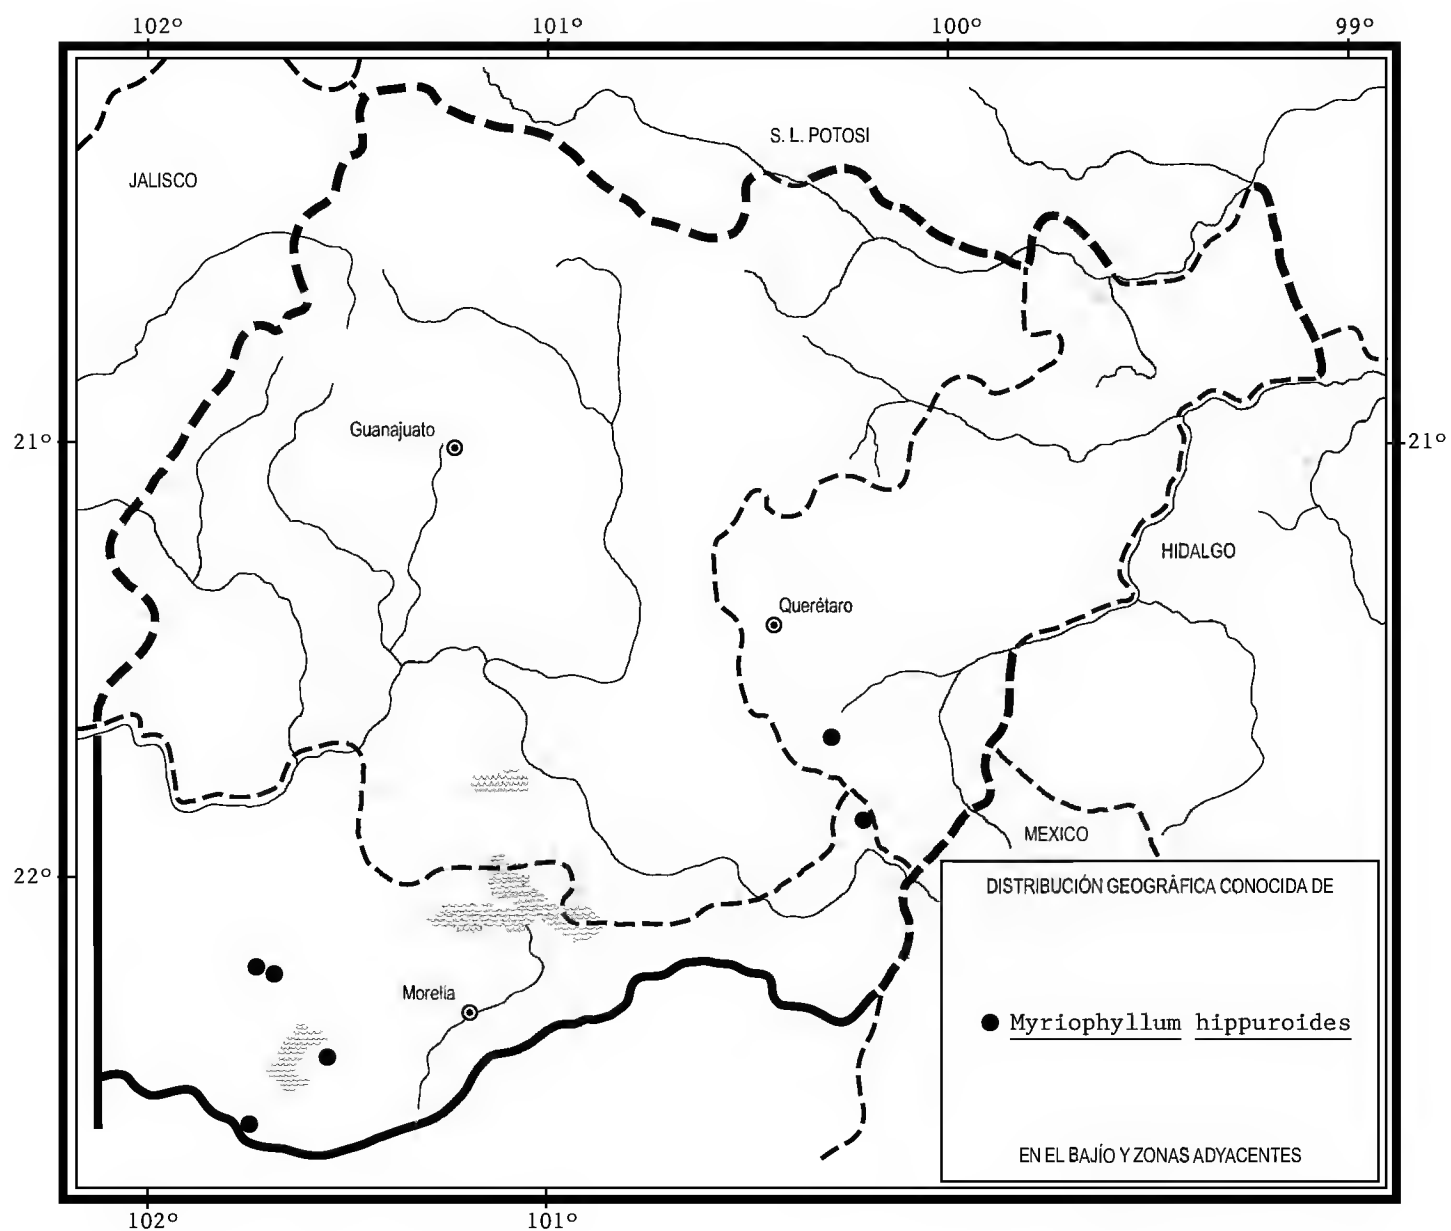 102° 101° 100° 99°
S. L. POTOSI
JALISCO
Guanajuato
21° 21°
HIDALGO
Querétaro
MEXICO
22°
DISTRIBUCIÓN GEOGRÁFICA CONOCIDA DE
Morelia
Myriophyllum hippuroides
EN EL BAJÍO Y ZONAS ADYACENTES
102° 101°